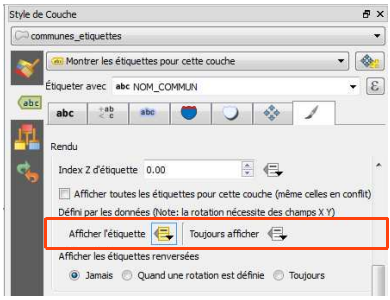 Style de Couche
communes_etiquettes
Montrer les étiquettes pour cette couche
Étiqueter avec abc NOM_COMMUN
ε
abc
abc
+ab
< c
abc
Rendu
Index Z d'étiquette 0.00
Afficher toutes les étiquettes pour cette couche (même celles en conflit)
Défini par les données (Note: la rotation nécessite des champs X Y)
Afficher l'étiquette Toujours afficher
Afficher les étiquettes renversées
Jamais Quand une rotation est définie Toujours